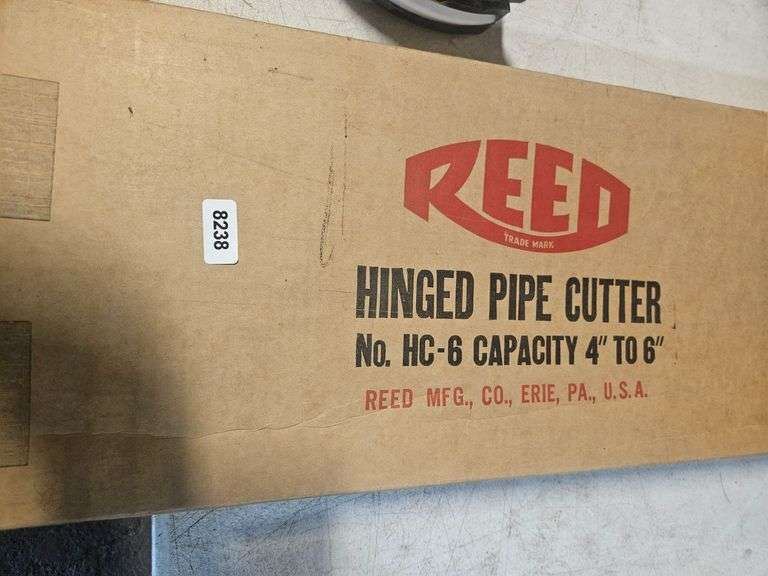 8238
REED
TRADE MARK
HINGED PIPE CUTTER
No. HC-6 CAPACITY 4" TO 6"
REED MFG., CO., ERIE, PA., U.S.A.